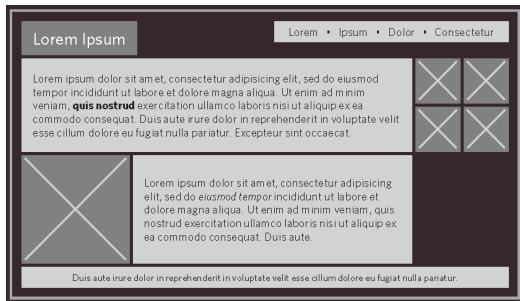 Lorem Ipsum
Lorem • Ipsum • Dolor • Consectetur
Lorem ipsum dolor sit amet, consectetur adipisicing elit, sed do eiusmod
tempor incididunt ut labore et dolore magna aliqua. Ut enim ad minim
veniam, quis nostrud exercitation ullamco laboris nisi ut aliquip ex ea
commodo consequat. Duis aute irure dolor in reprehenderit in voluptate velit
esse cillum dolore eu fugiat nulla pariatur. Excepteur sint occaecat.
Lorem ipsum dolor sit amet, consectetur adipisicing
elit, sed do eiusmod tempor incididunt ut labore et
dolore magna aliqua. Ut enim ad minim veniam, quis
nostrud exercitation ullamco laboris nisi ut aliquip ex
ea commodo consequat. Duis aute.
Duis aute irure dolor in reprehenderit in voluptate velit esse cillum dolore eu fugiat nulla pariatur.